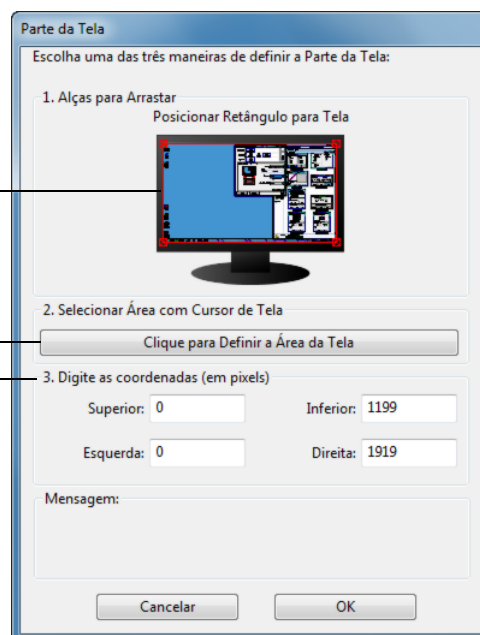 Parte da Tela
Escolha uma das três maneiras de definir a Parte da Tela:
1. Alças para Arrastar
Posicionar Retângulo para Tela
2. Selecionar Área com Cursor de Tela
Clique para Definir a Área da Tela
3. Digite as coordenadas (em pixels)
Superior: 0 Inferior: 1199
Esquerda: 0 Direita: 1919
Mensagem:
Cancelar OK